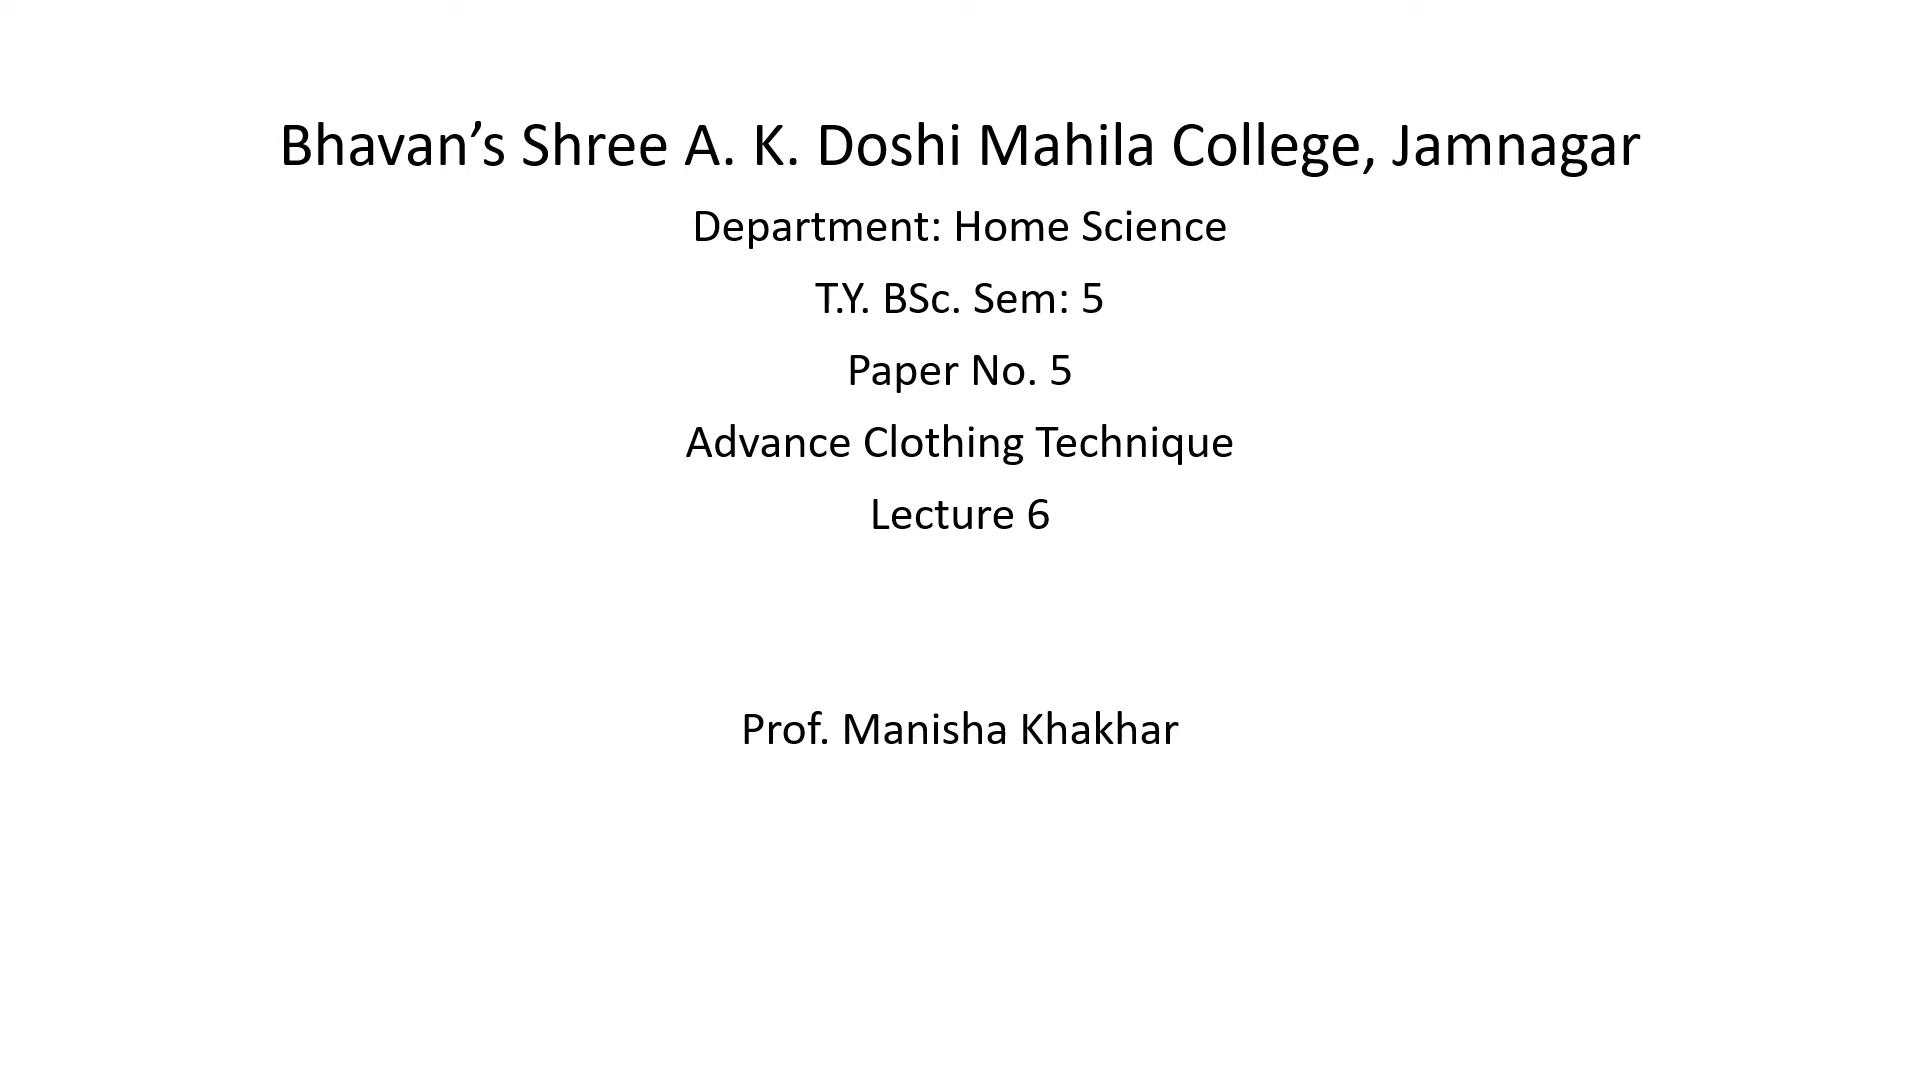 Bhavan’s Shree A. K. Doshi Mahila College, Jamnagar
Department: Home Science
T.Y. BSc. Sem: 5
Paper No. 5
Advance Clothing Technique
Lecture 6
Prof. Manisha Khakhar